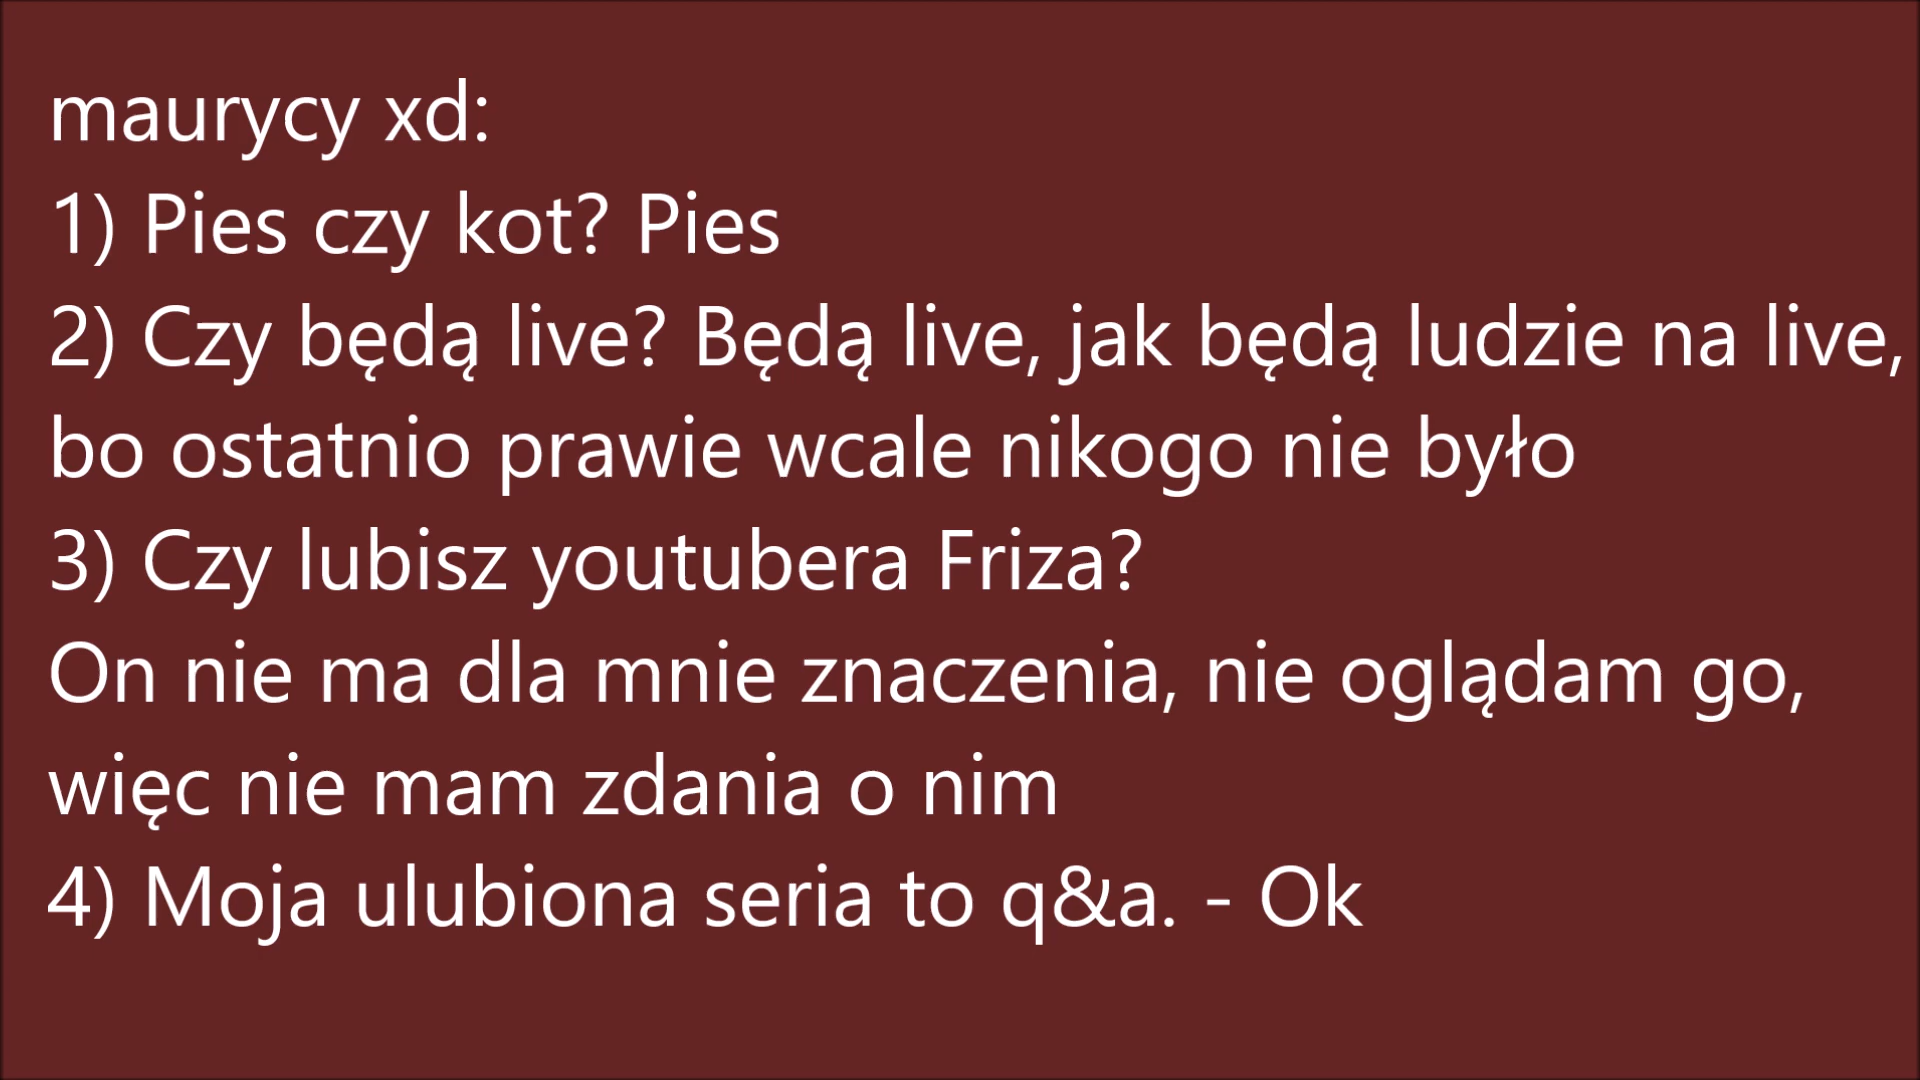 maurycy xd:
1) Pies czy kot? Pies
2) Czy będą live? Będą live, jak będą ludzie na live,
bo ostatnio prawie wcale nikogo nie było
3) Czy lubisz youtubera Friza?
On nie ma dla mnie znaczenia, nie oglądam go,
więc nie mam zdania o nim
4) Moja ulubiona seria to q&a. - Ok